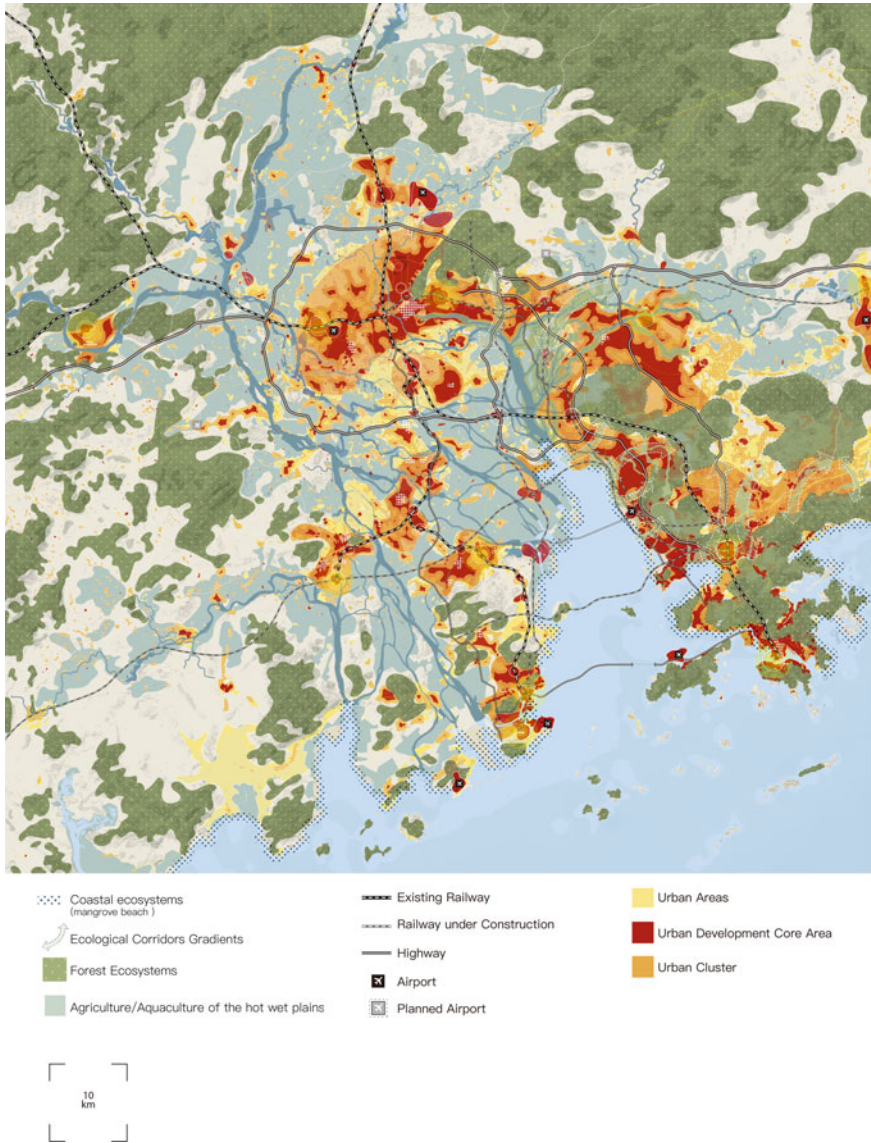 Coastal ecosystems
(mangrove beach )
Ecological Corridors Gradients
Forest Ecosystems
Agriculture/Aquaculture of the hot wet plains
Existing Railway
Railway under Construction
Highway
Airport
Planned Airport
Urban Areas
Urban Development Core Area
Urban Cluster
10
km